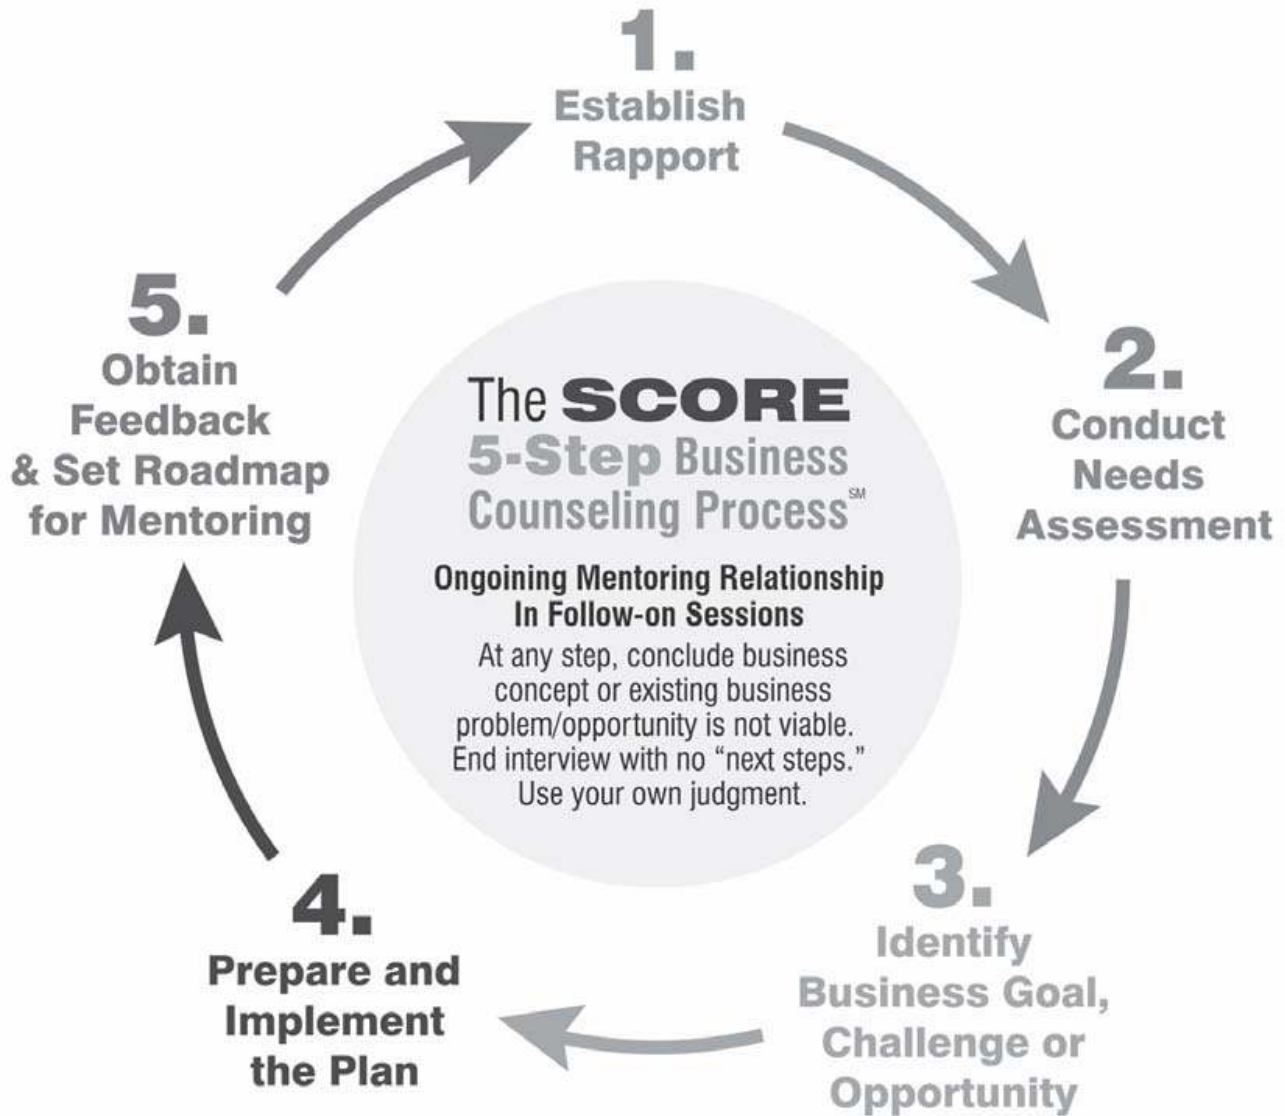 1.
Establish
Rapport
2.
Conduct
Needs
Assessment
3.
Identify
Business Goal,
Challenge or
Opportunity
4.
Prepare and
Implement
the Plan
5.
Obtain
Feedback
& Set Roadmap
for Mentoring
The SCORE
5-Step Business
Counseling Process℠
Ongoining Mentoring Relationship
In Follow-on Sessions
At any step, conclude business
concept or existing business
problem/opportunity is not viable.
End interview with no “next steps.”
Use your own judgment.